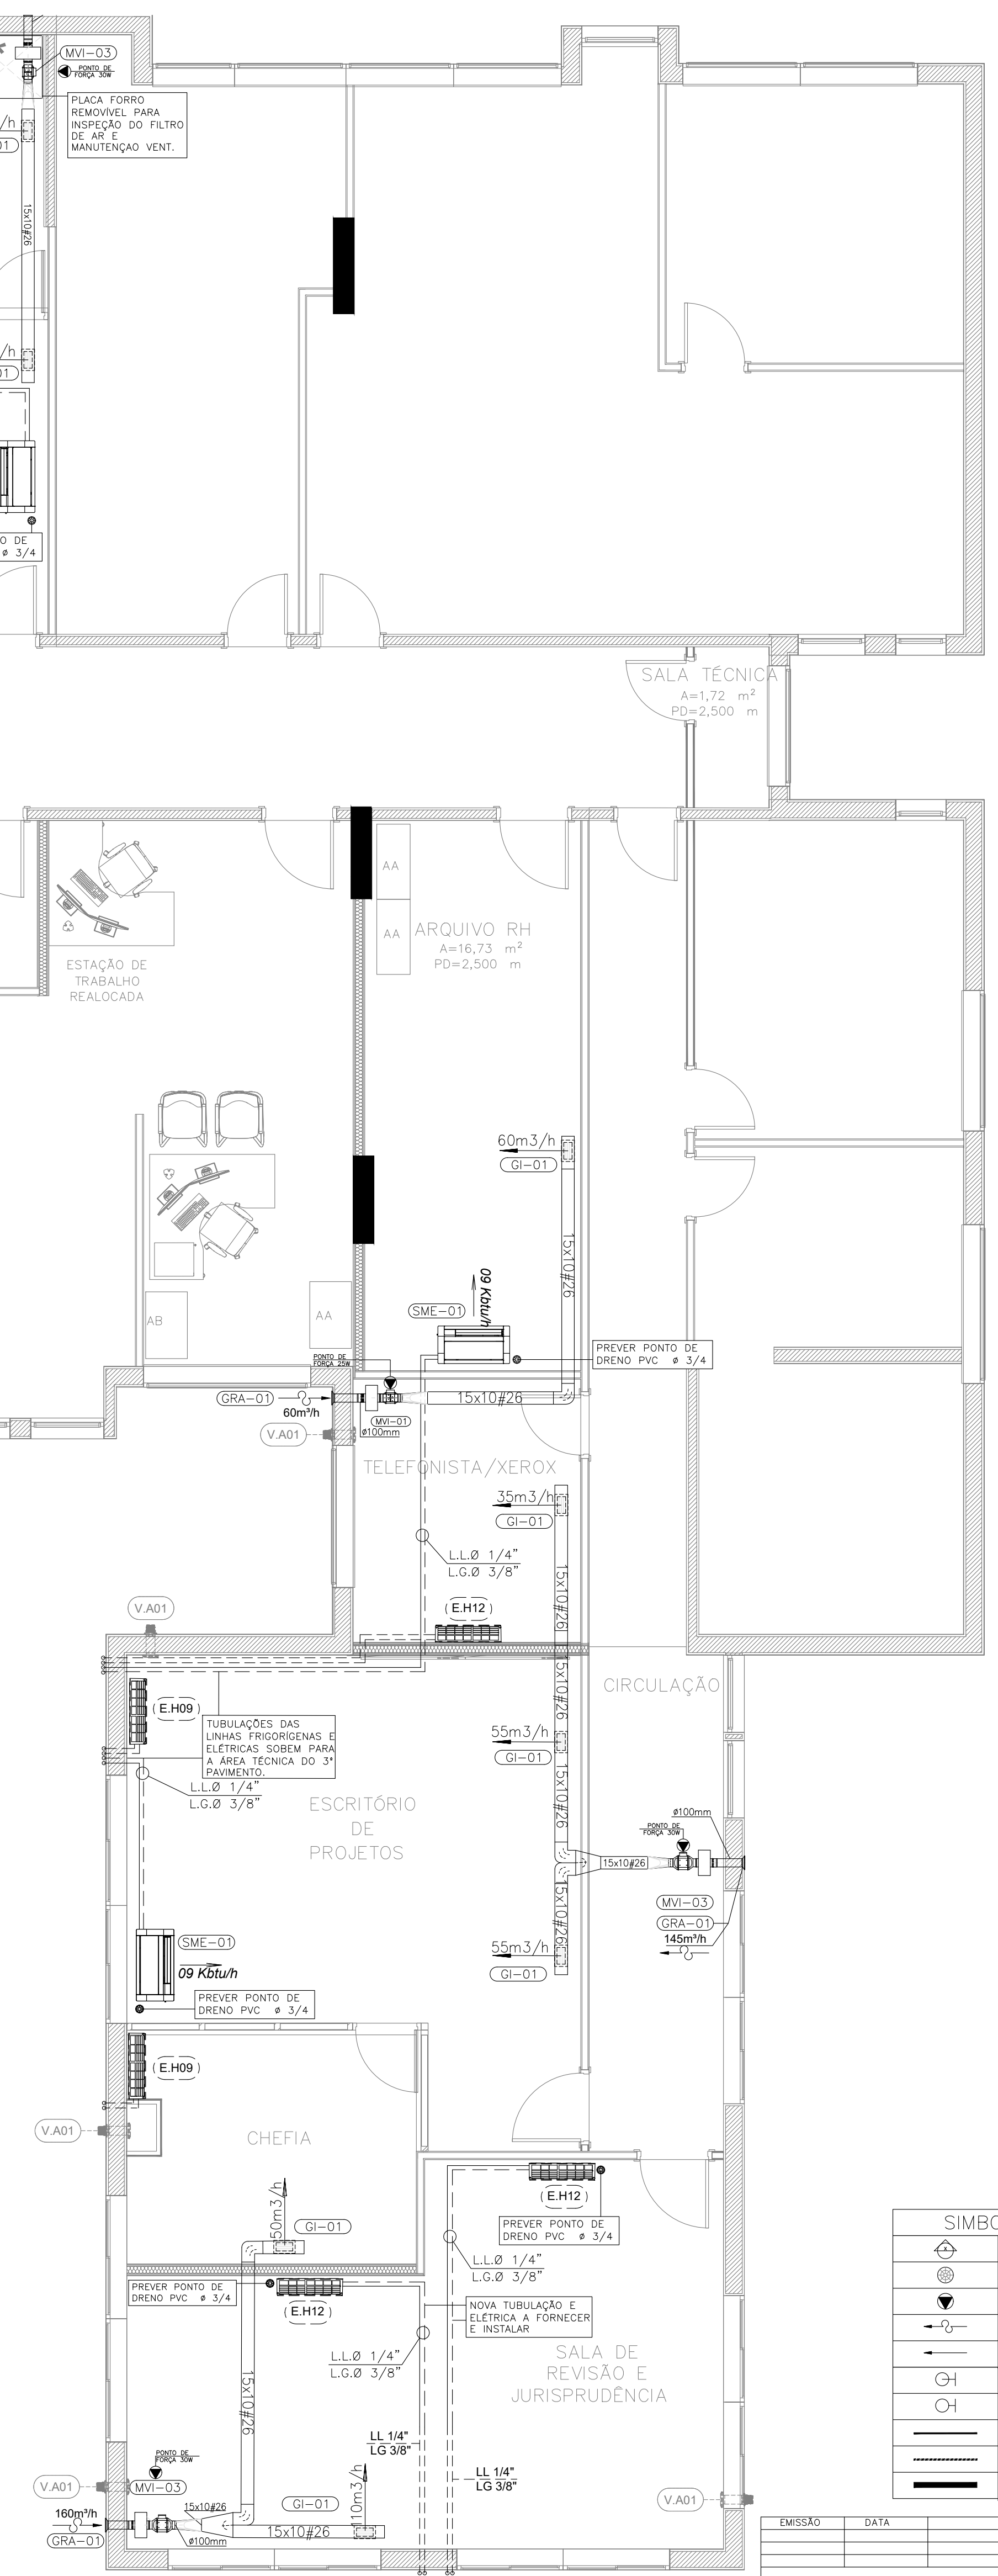 MVI-03
PONTO DE
FORÇA 30W
PLACA FORRO
REMOVÍVEL PARA
INSPEÇÃO DO FILTRO
DE AR E
MANUTENÇAO VENT.
/h
01
15x10#26
/h
01
O DE
ø 3/4
SALA TÉCNICA
A=1,72 m²
PD=2,500 m
AA
AA
ARQUIVO RH
A=16,73 m²
PD=2,500 m
ESTAÇÃO DE
TRABALHO
REALOCADA
60m3/h
GI-01
15x10#26
09 Kbtu/h
SME-01
AB
AA
PREVER PONTO DE
DRENO PVC ø 3/4
PONTO DE
FORÇA 25W
GRA-01
60m³/h
15x10#26
MVI-01
ø100mm
V.A01
TELEFONISTA/XEROX
35m3/h
GI-01
L.L.Ø 1/4"
L.G.Ø 3/8"
15x10#26
V.A01
E.H12
CIRCULAÇÃO
15x10#26
E.H09
TUBULAÇÕES DAS
LINHAS FRIGORÍGENAS E
ELÉTRICAS SOBEM PARA
A ÁREA TÉCNICA DO 3°
PAVIMENTO.
55m3/h
GI-01
L.L.Ø 1/4"
L.G.Ø 3/8"
15x10#26
ESCRITÓRIO
DE
PROJETOS
ø100mm
PONTO DE
FORÇA 30W
15x10#26
15x10#26
MVI-03
GRA-01
145m³/h
SME-01
09 Kbtu/h
55m3/h
GI-01
PREVER PONTO DE
DRENO PVC ø 3/4
E.H09
V.A01
CHEFIA
E.H12
50m3/h
GI-01
PREVER PONTO DE
DRENO PVC ø 3/4
SIMBO
L.L.Ø 1/4"
L.G.Ø 3/8"
PREVER PONTO DE
DRENO PVC ø 3/4
E.H12
NOVA TUBULAÇÃO E
ELÉTRICA A FORNECER
E INSTALAR
L.L.Ø 1/4"
L.G.Ø 3/8"
SALA DE
REVISÃO E
JURISPRUDÊNCIA
15x10#26
LL 1/4"
LG 3/8"
PONTO DE
FORÇA 30W
LL 1/4"
LG 3/8"
V.A01
MVI-03
V.A01
160m³/h
15x10#26
GI-01
110m3/h
GRA-01
ø100mm
15x10#26
EMISSÃO DATA